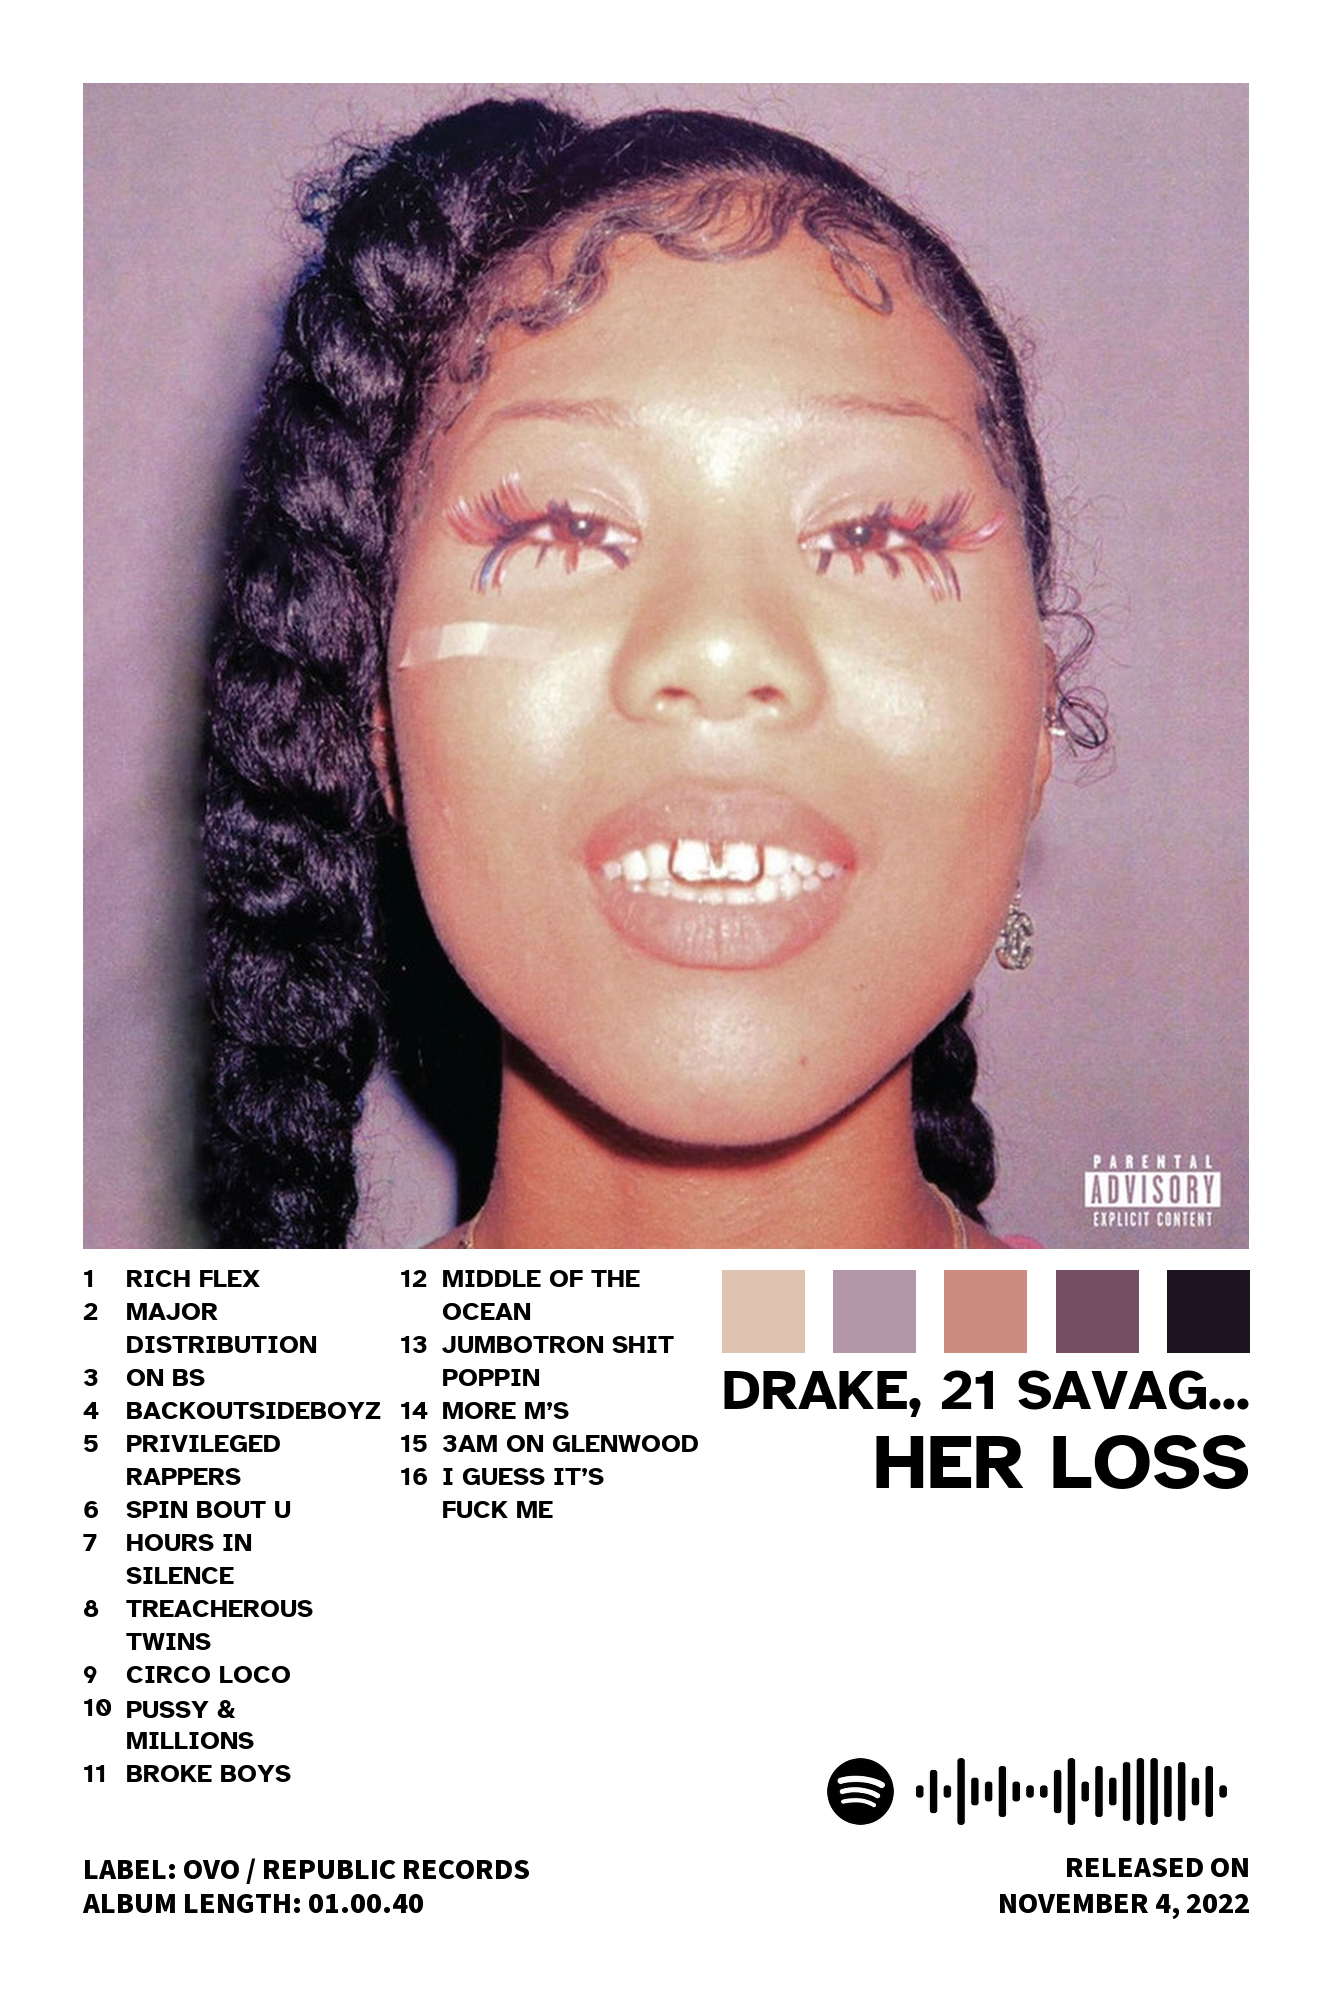 PARENTAL
ADVISORY
EXPLICIT CONTENT
1 RICH FLEX
2 MAJOR
DISTRIBUTION
3 ON BS
4 BACKOUTSIDEBOYZ
5 PRIVILEGED
RAPPERS
6 SPIN BOUT U
7 HOURS IN
SILENCE
8 TREACHEROUS
TWINS
9 CIRCO LOCO
10 PUSSY &
MILLIONS
11 BROKE BOYS
12 MIDDLE OF THE
OCEAN
13 JUMBOTRON SHIT
POPPIN
14 MORE M’S
15 3AM ON GLENWOOD
16 I GUESS IT’S
FUCK ME
DRAKE, 21 SAVAG...
HER LOSS
LABEL: OVO / REPUBLIC RECORDS
ALBUM LENGTH: 01.00.40
RELEASED ON
NOVEMBER 4, 2022